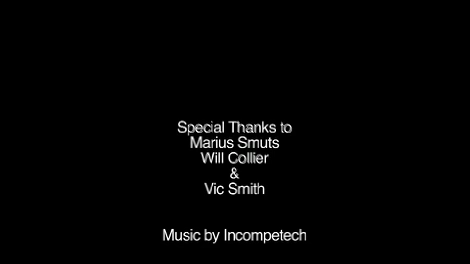 Special Thanks to
Marius Smuts
Will Collier
&
Vic Smith
Music by Incompetech